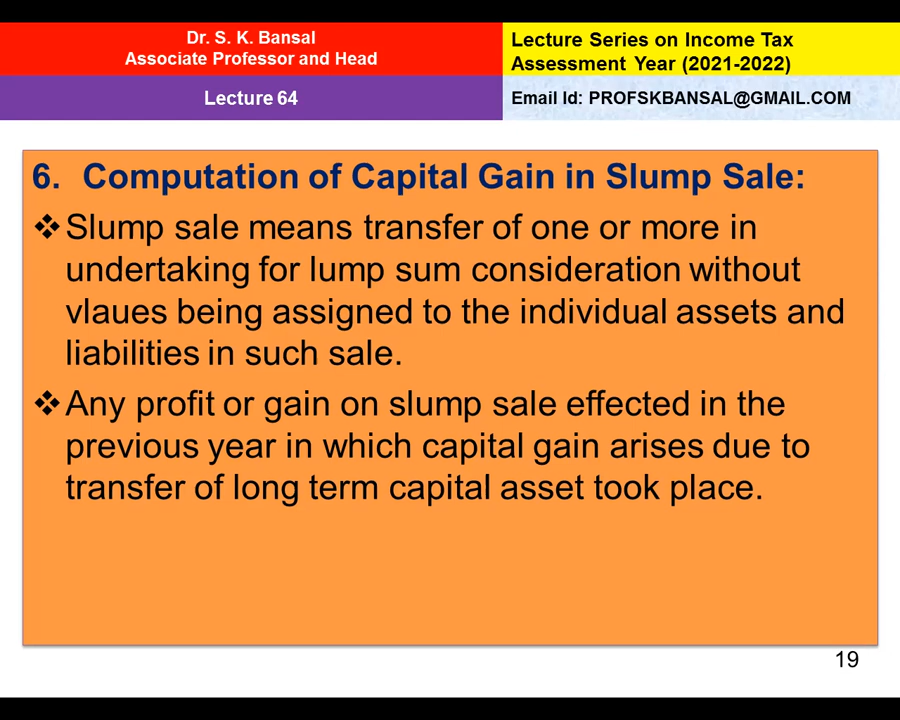 Dr. S. K. Bansal
Associate Professor and Head
Lecture Series on Income Tax
Assessment Year (2021-2022)
Lecture 64
Email Id: PROFSKBANSAL@GMAIL.COM
6. Computation of Capital Gain in Slump Sale:
❖Slump sale means transfer of one or more in
undertaking for lump sum consideration without
vlaues being assigned to the individual assets and
liabilities in such sale.
❖Any profit or gain on slump sale effected in the
previous year in which capital gain arises due to
transfer of long term capital asset took place.
19